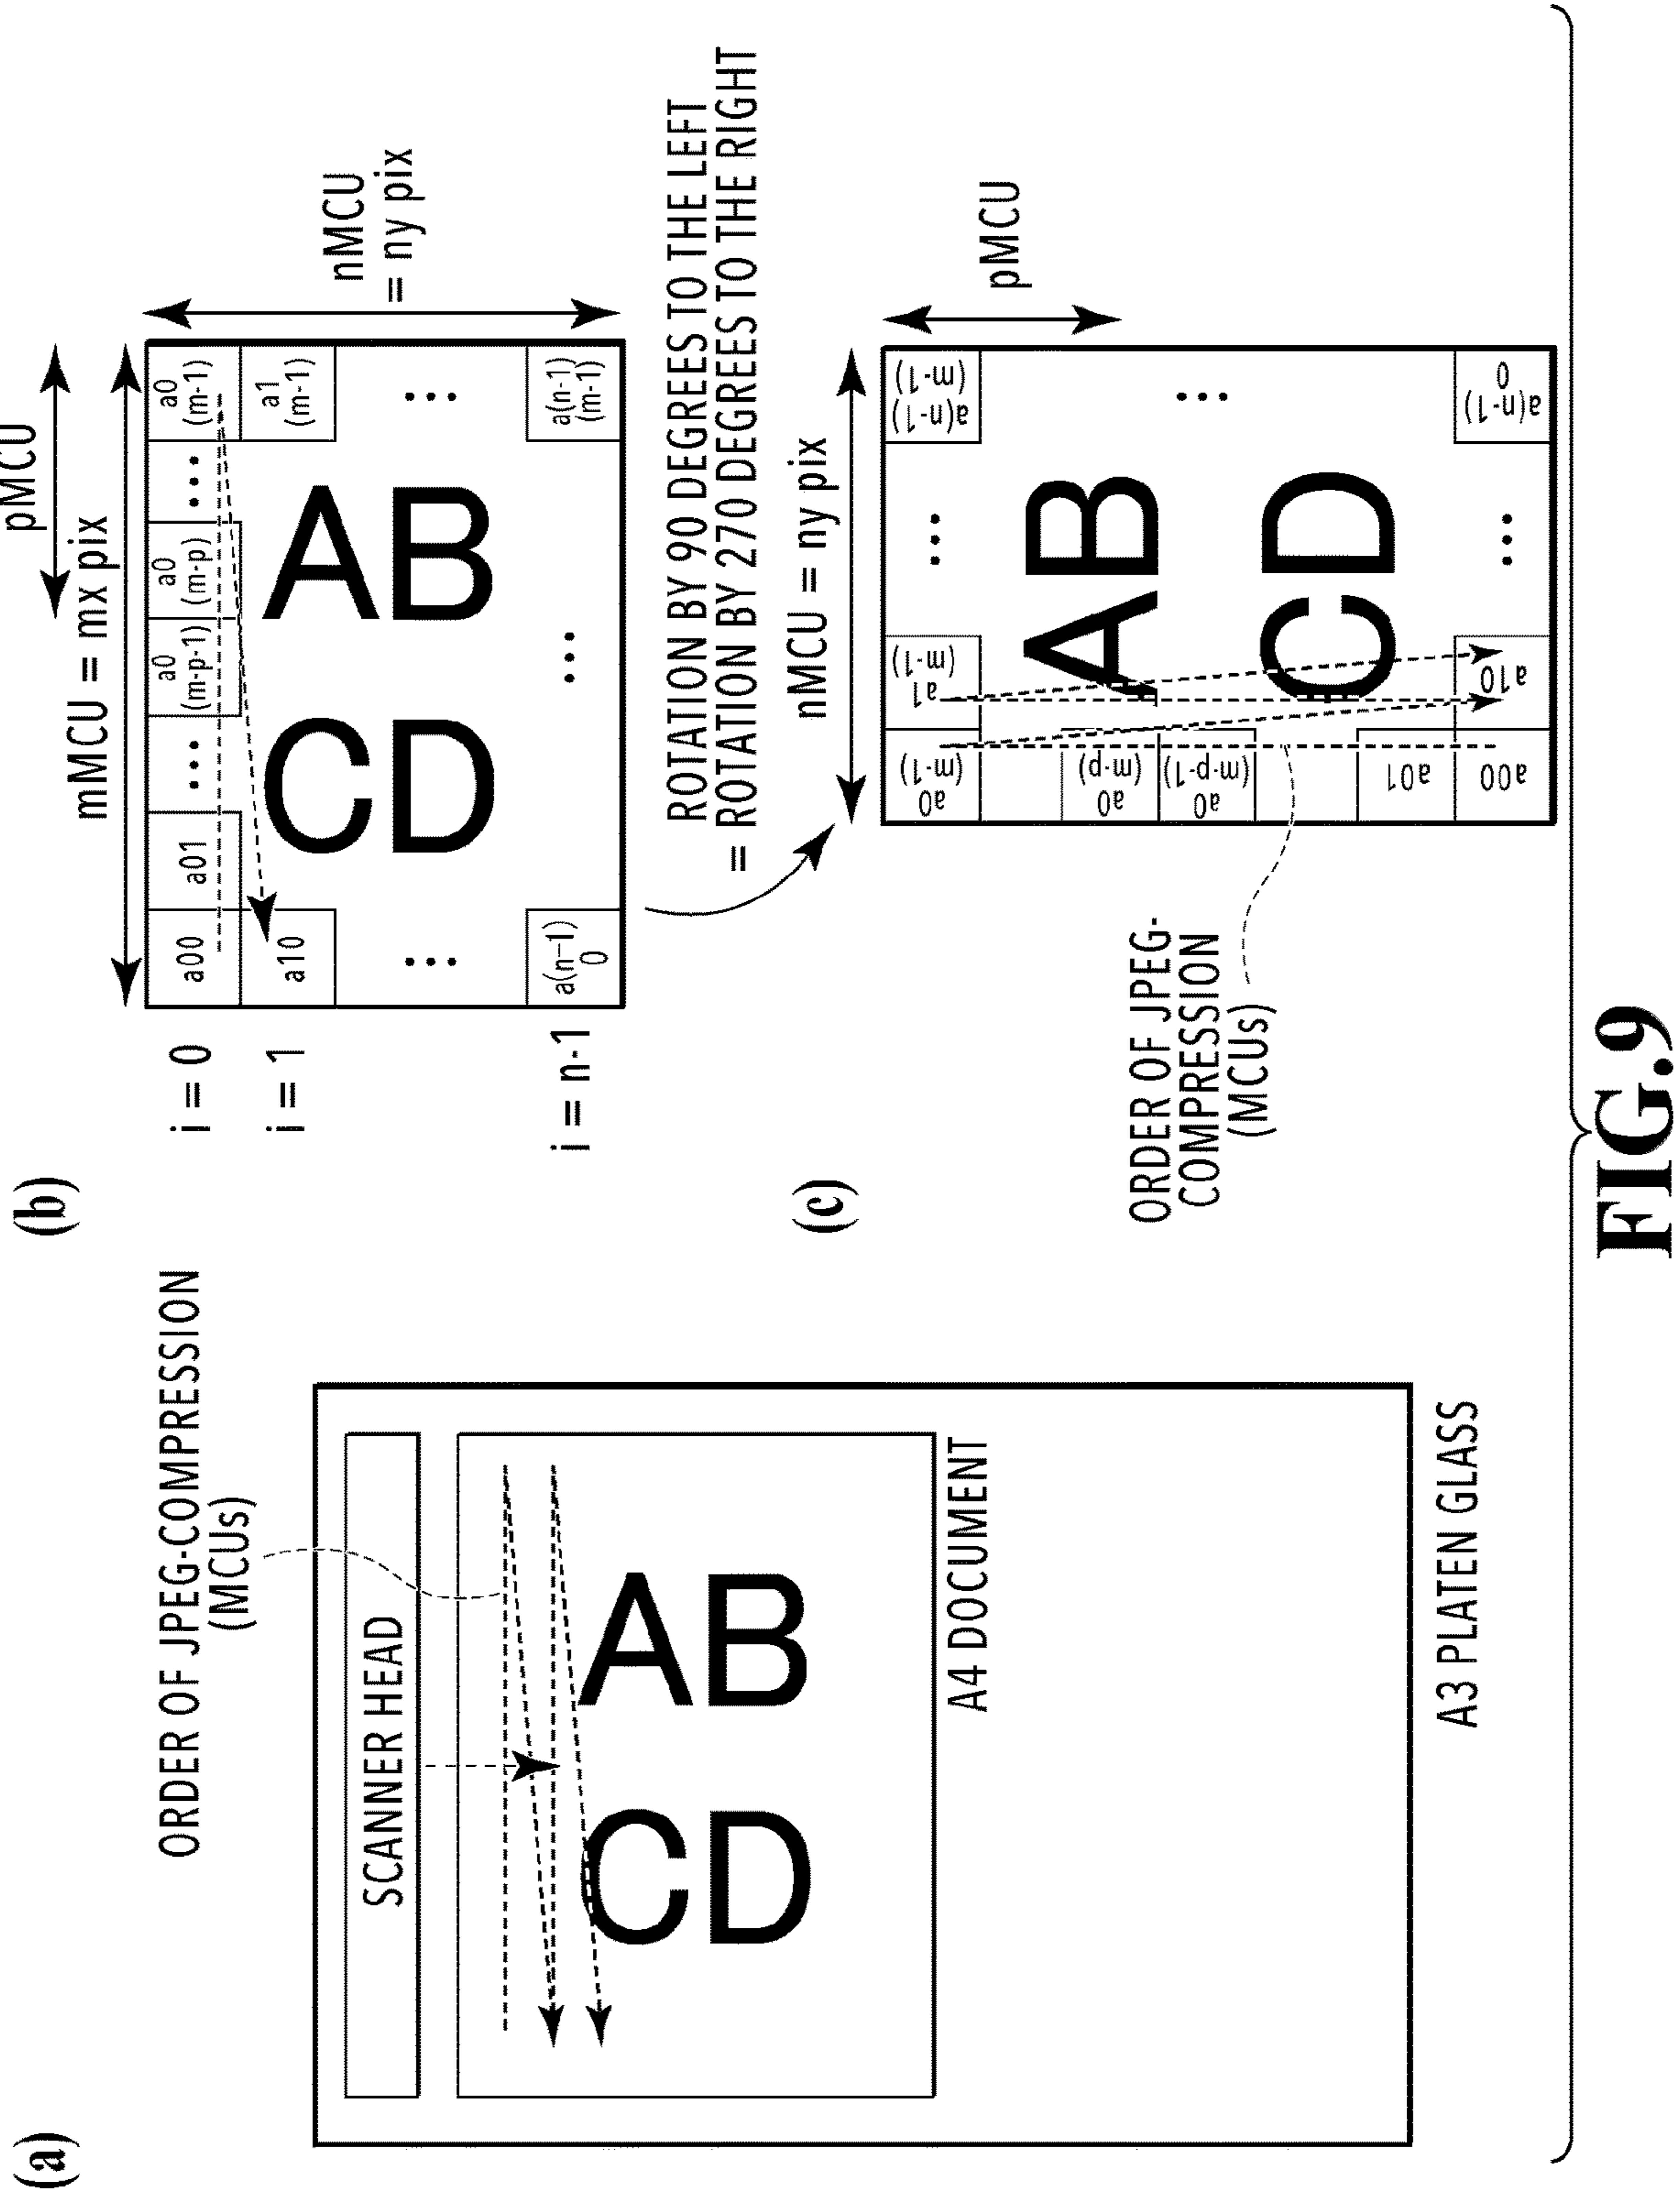 (a)
ORDER OF JPEG-COMPRESSION
(MCUs)
SCANNER HEAD
AB
CD
A4 DOCUMENT
A3 PLATEN GLASS
(b)
pMCU
mMCU = mx pix
i = 0
i = 1
i = n-1
a00
a01
....
a0
(m-p-1)
a0
(m-p)
....
a0
(m-1)
a10
a1
(m-1)
...
...
CD
AB
...
a(n-1)
0
a(n-1)
(m-1)
nMCU
= ny pix
ROTATION BY 90 DEGREES TO THE LEFT
= ROTATION BY 270 DEGREES TO THE RIGHT
(c)
nMCU = ny pix
pMCU
a0
(m-1)
a1
(m-1)
...
a(n-1)
(m-1)
a0
(m-p)
a0
(m-p-1)
a01
a00
a10
...
...
a(n-1)
0
AB
CD
ORDER OF JPEG-
COMPRESSION
(MCUs)
FIG.9